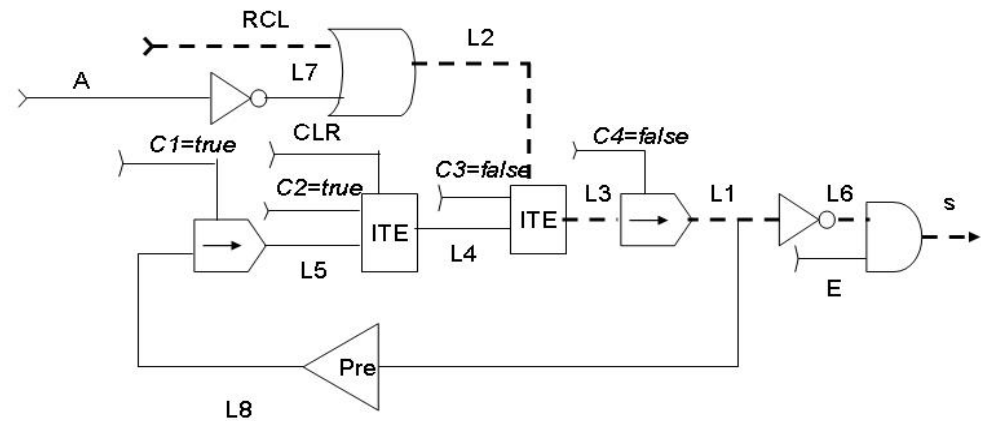 RCL
L2
A
L7
CLR
C1=true
C4=false
C3=false
C2=true
L3
L1
L6
s
ITE
ITE
L4
L5
E
Pre
L8